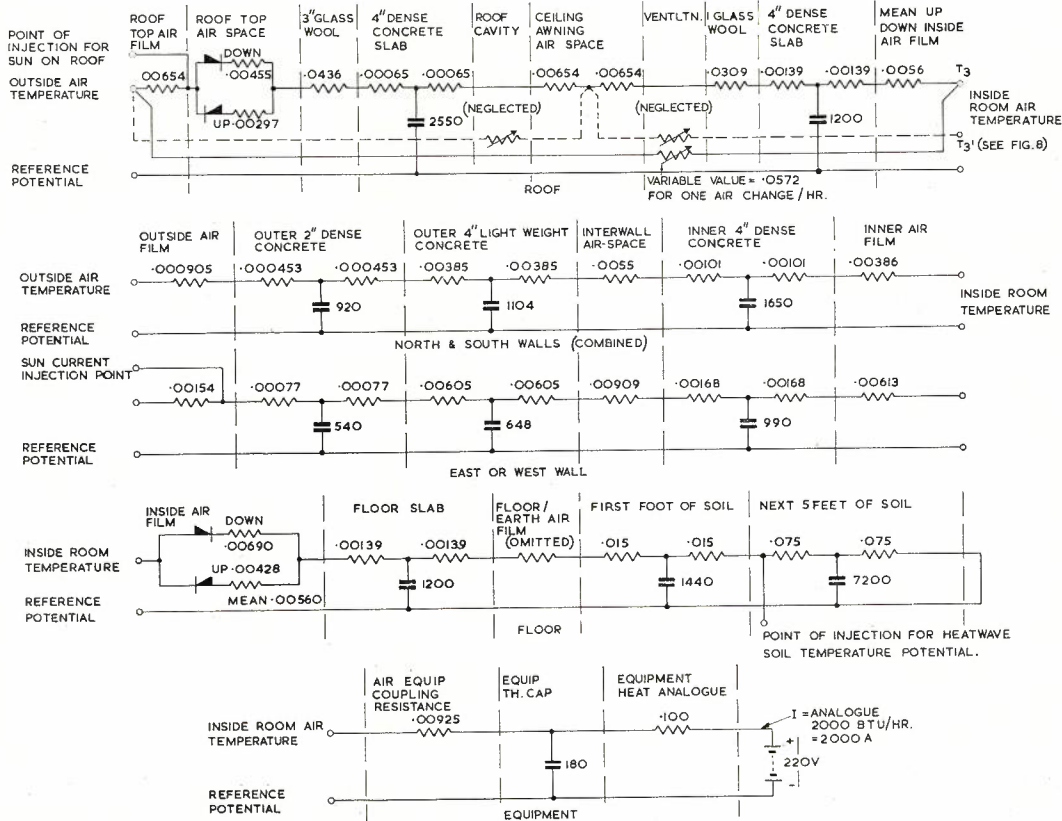 POINT OF
INJECTION FOR
SUN ON ROOF
OUTSIDE AIR
TEMPERATURE
REFERENCE
POTENTIAL
ROOF
TOP AIR
FILM
ROOF TOP
AIR SPACE
3" GLASS
WOOL
4" DENSE
CONCRETE
SLAB
ROOF
CAVITY
CEILING
AWNING
AIR SPACE
VENTLTN.
1 GLASS
WOOL
4" DENSE
CONCRETE
SLAB
MEAN UP
DOWN INSIDE
AIR FILM
·00654
DOWN
·00455
UP·00297
·0436
·00065
·00065
2550
(NEGLECTED)
·00654
·00654
(NEGLECTED)
·0309
·00139
·00139
1200
·0056
T3
INSIDE
ROOM AIR
TEMPERATURE
T3' (SEE FIG.8)
ROOF
VARIABLE VALUE = ·0572
FOR ONE AIR CHANGE/HR.
OUTSIDE AIR
FILM
OUTER 2" DENSE
CONCRETE
OUTER 4" LIGHT WEIGHT
CONCRETE
INTERWALL
AIR-SPACE
INNER 4" DENSE
CONCRETE
INNER AIR
FILM
OUTSIDE AIR
TEMPERATURE
·000905
·000453
·000453
·00385
·00385
·0055
·00101
·00101
·00386
920
1104
1650
INSIDE ROOM
TEMPERATURE
REFERENCE
POTENTIAL
NORTH & SOUTH WALLS (COMBINED)
SUN CURRENT
INJECTION POINT
·00154
·00077
·00077
·00605
·00605
·00909
·00168
·00168
·00613
540
648
990
REFERENCE
POTENTIAL
EAST OR WEST WALL
INSIDE AIR
FILM
FLOOR SLAB
FLOOR/
EARTH AIR
FILM
(OMITTED)
FIRST FOOT OF SOIL
NEXT 5 FEET OF SOIL
INSIDE ROOM
TEMPERATURE
DOWN
·00690
UP·00428
MEAN·00560
·00139
·00139
1200
·015
·015
1440
·075
·075
7200
REFERENCE
POTENTIAL
FLOOR
POINT OF INJECTION FOR HEATWAVE
SOIL TEMPERATURE POTENTIAL.
AIR EQUIP
COUPLING
RESISTANCE
EQUIP
TH. CAP
EQUIPMENT
HEAT ANALOGUE
INSIDE ROOM AIR
TEMPERATURE
·00925
180
·100
I = ANALOGUE
2000 BTU/HR.
= 2000 A
+
220V
-
REFERENCE
POTENTIAL
EQUIPMENT